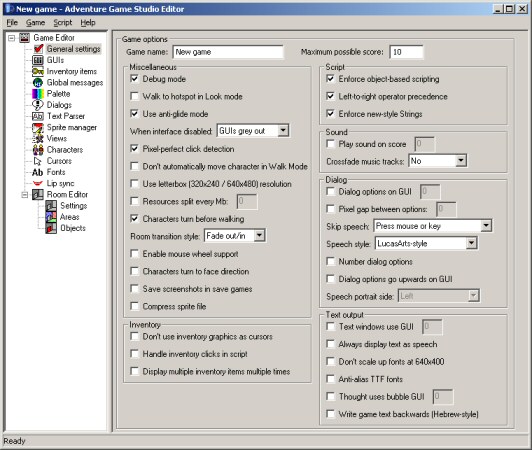 New game - Adventure Game Studio Editor
File Game Script Help
Game Editor
General settings
GUIs
Inventory items
Global messages
Palette
Dialogs
Ab Text Parser
Sprite manager
Views
Characters
Cursors
Ab Fonts
Lip sync
Room Editor
Settings
Areas
Objects
Game options
Game name: New game Maximum possible score: 10
Miscellaneous
Debug mode
Walk to hotspot in Look mode
Use anti-glide mode
When interface disabled: GUIs grey out
Pixel-perfect click detection
Don't automatically move character in Walk Mode
Use letterbox (320x240 / 640x480) resolution
Resources split every Mb: 0
Characters turn before walking
Room transition style: Fade out/in
Enable mouse wheel support
Characters turn to face direction
Save screenshots in save games
Compress sprite file
Inventory
Don't use inventory graphics as cursors
Handle inventory clicks in script
Display multiple inventory items multiple times
Script
Enforce object-based scripting
Left-to-right operator precedence
Enforce new-style Strings
Sound
Play sound on score 0
Crossfade music tracks: No
Dialog
Dialog options on GUI 0
Pixel gap between options: 0
Skip speech: Press mouse or key
Speech style: LucasArts-style
Number dialog options
Dialog options go upwards on GUI
Speech portrait side: Left
Text output
Text windows use GUI 0
Always display text as speech
Don't scale up fonts at 640x400
Anti-alias TTF fonts
Thought uses bubble GUI 0
Write game text backwards (Hebrew-style)
Ready